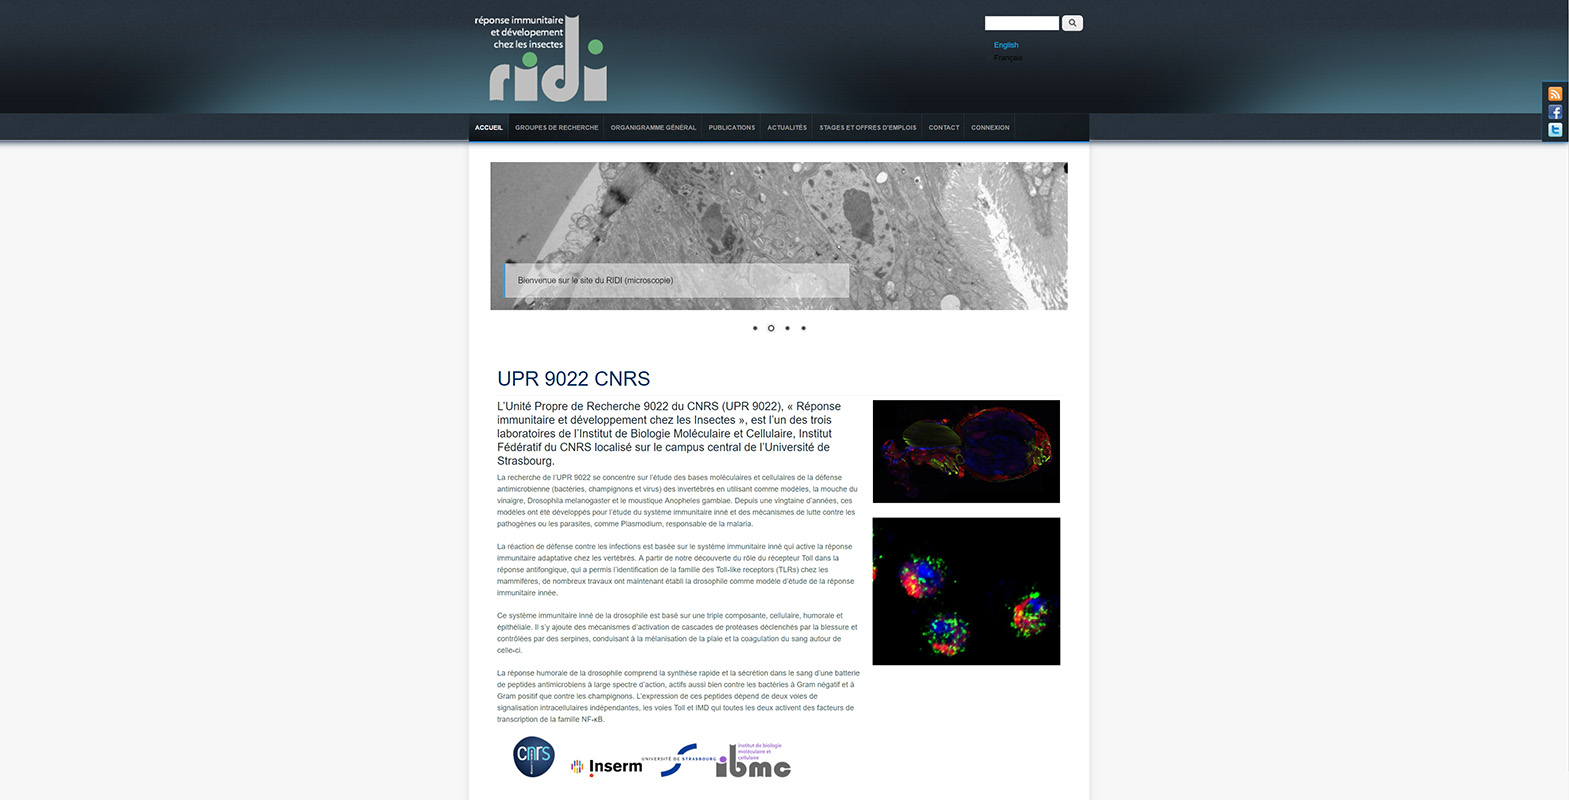 réponse immunitaire
et dévelopement
chez les insectes
ridi
English
Français
ACCUEIL GROUPES DE RECHERCHE ORGANIGRAMME GÉNÉRAL PUBLICATIONS ACTUALITÉS STAGES ET OFFRES D'EMPLOIS CONTACT CONNEXION
Bienvenue sur le site du RIDI (microscopie)
UPR 9022 CNRS
L'Unité Propre de Recherche 9022 du CNRS (UPR 9022), « Réponse
immunitaire et développement chez les Insectes », est l'un des trois
laboratoires de l'Institut de Biologie Moléculaire et Cellulaire, Institut
Fédératif du CNRS localisé sur le campus central de l'Université de
Strasbourg.
La recherche de l'UPR 9022 se concentre sur l'étude des bases moléculaires et cellulaires de la défense
antimicrobienne (bactéries, champignons et virus) des invertébrés en utilisant comme modèles, la mouche du
vinaigre, Drosophila melanogaster et le moustique Anopheles gambiae. Depuis une vingtaine d'années, ces
modèles ont été développés pour l'étude du système immunitaire inné et des mécanismes de lutte contre les
pathogènes ou les parasites, comme Plasmodium, responsable de la malaria.
La réaction de défense contre les infections est basée sur le système immunitaire inné qui active la réponse
immunitaire adaptative chez les vertébrés. A partir de notre découverte du rôle du récepteur Toll dans la
réponse antifongique, qui a permis l'identification de la famille des Toll-like receptors (TLRs) chez les
mammifères, de nombreux travaux ont maintenant établi la drosophile comme modèle d'étude de la réponse
immunitaire innée.
Ce système immunitaire inné de la drosophile est basé sur une triple composante, cellulaire, humorale et
épithéliale. Il s'y ajoute des mécanismes d'activation de cascades de protéases déclenchés par la blessure et
contrôlées par des serpines, conduisant à la mélanisation de la plaie et la coagulation du sang autour de
celle-ci.
La réponse humorale de la drosophile comprend la synthèse rapide et la sécrétion dans le sang d'une batterie
de peptides antimicrobiens à large spectre d'action, actifs aussi bien contre les bactéries à Gram négatif et à
Gram positif que contre les champignons. L'expression de ces peptides dépend de deux voies de
signalisation intracellulaires indépendantes, les voies Toll et IMD qui toutes les deux activent des facteurs de
transcription de la famille NF-κB.
cnrs
Inserm
UNIVERSITÉ DE STRASBOURG
institut de biologie
moléculaire et
cellulaire
ibmc